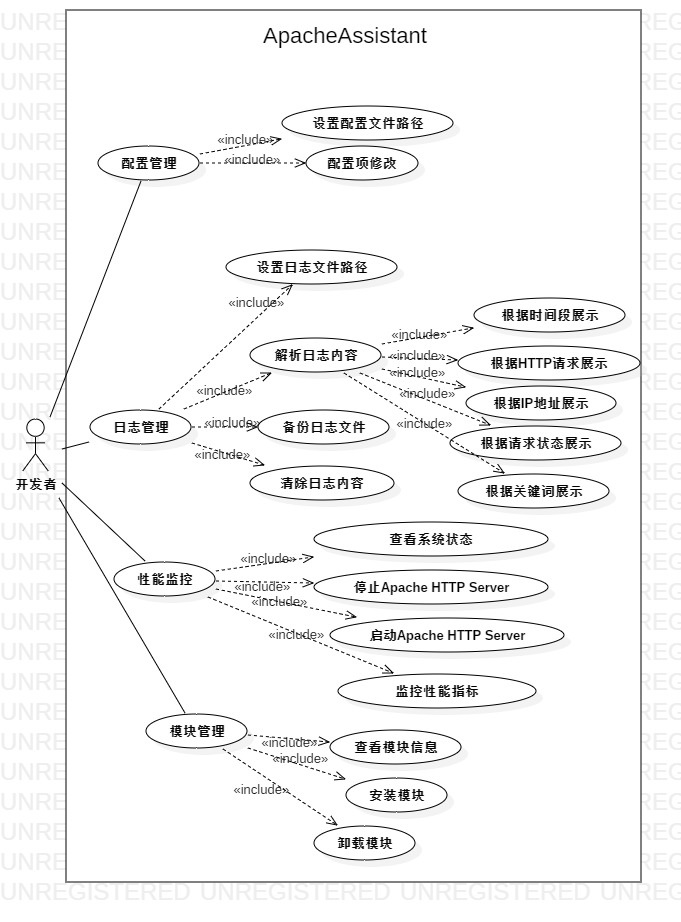 ApacheAssistant
设置配置文件路径
«include»
配置管理
«include»
配置项修改
设置日志文件路径
«include»
根据时间段展示
«include»
解析日志内容
«include»
根据HTTP请求展示
«include»
«include»
«include»
根据IP地址展示
日志管理
«include»
备份日志文件
«include»
根据请求状态展示
«include»
清除日志内容
根据关键词展示
开发者
查看系统状态
«include»
性能监控
«include»
停止Apache HTTP Server
«include»
启动Apache HTTP Server
«include»
监控性能指标
模块管理
«include»
查看模块信息
«include»
«include»
安装模块
卸载模块
UNREGISTERED UNREGISTERED UNREGISTERED UNREG